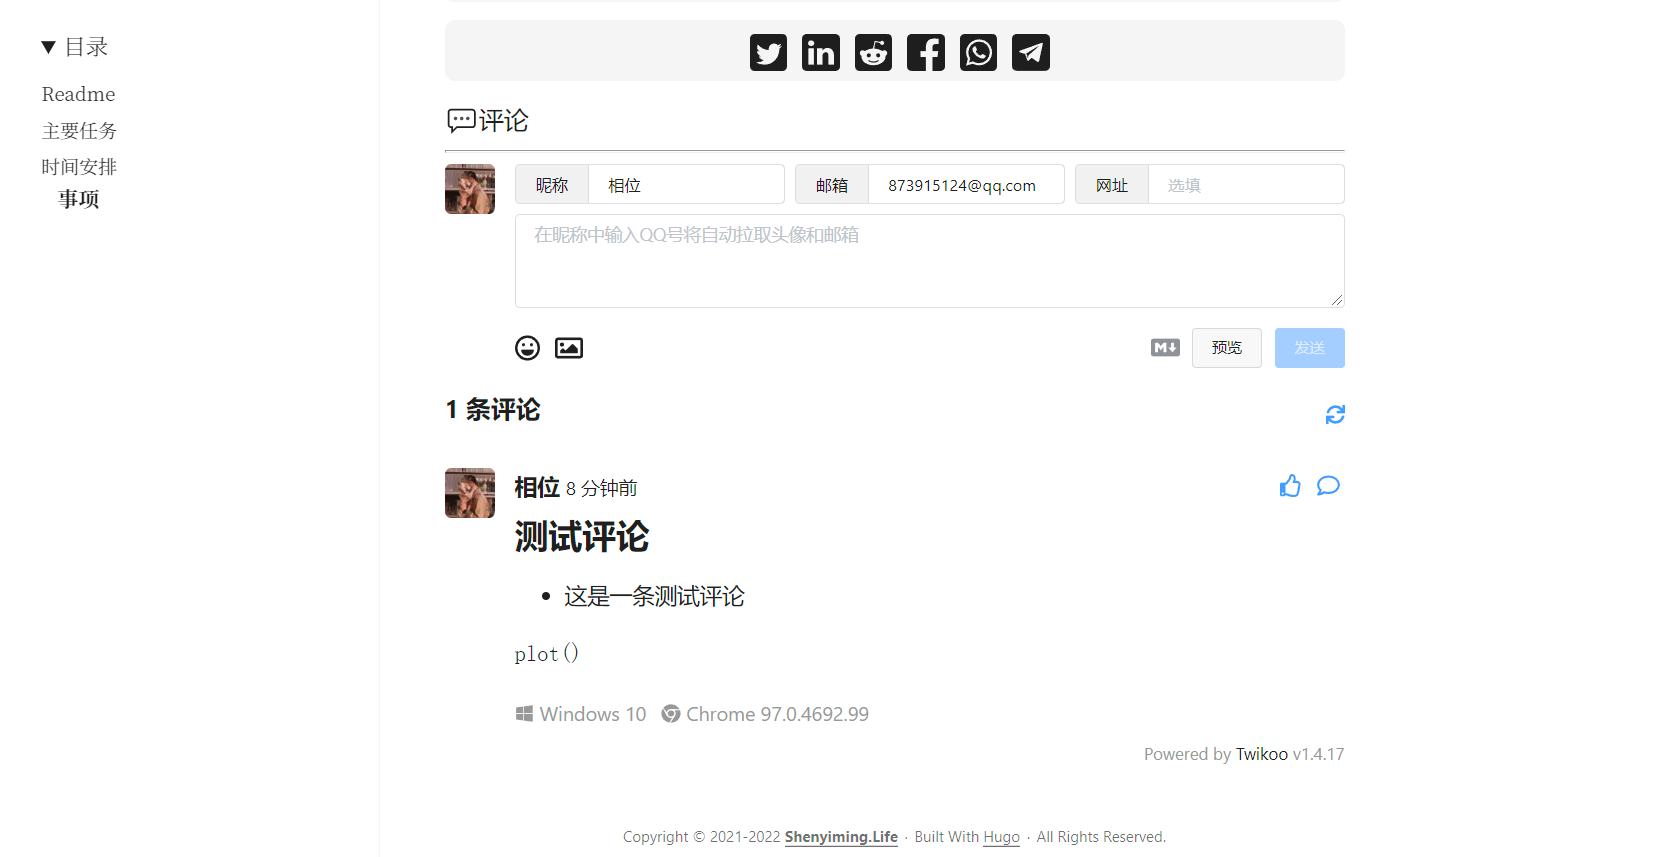 ▼ 目录
Readme
主要任务
时间安排
事项
评论
昵称 相位 邮箱 873915124@qq.com 网址 选填
在昵称中输入QQ号将自动拉取头像和邮箱
M 预览 发送
1 条评论
相位 8 分钟前
测试评论
• 这是一条测试评论
plot()
Windows 10 Chrome 97.0.4692.99
Powered by Twikoo v1.4.17
Copyright © 2021-2022 Shenyiming.Life · Built With Hugo · All Rights Reserved.